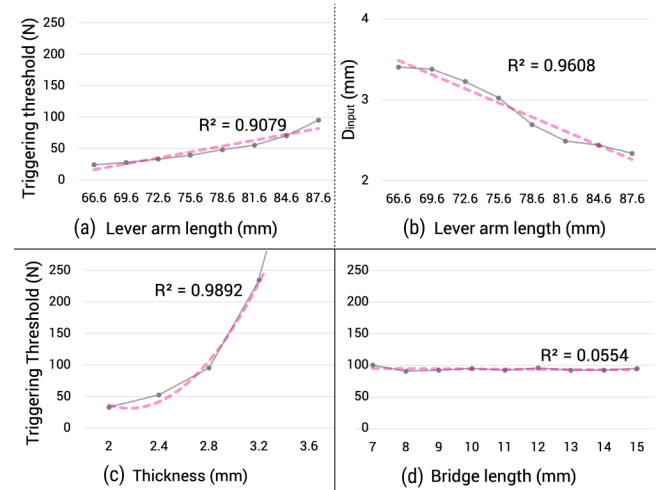 Triggering threshold (N)
250
200
150
100
50
0
R² = 0.9079
66.6 69.6 72.6 75.6 78.6 81.6 84.6 87.6
(a) Lever arm length (mm)
Dinput (mm)
4
3
2
R² = 0.9608
66.6 69.6 72.6 75.6 78.6 81.6 84.6 87.6
(b) Lever arm length (mm)
Triggering Threshold (N)
250
200
150
100
50
0
R² = 0.9892
2 2.4 2.8 3.2 3.6
(c) Thickness (mm)
250
200
150
100
50
0
R² = 0.0554
7 8 9 10 11 12 13 14 15
(d) Bridge length (mm)